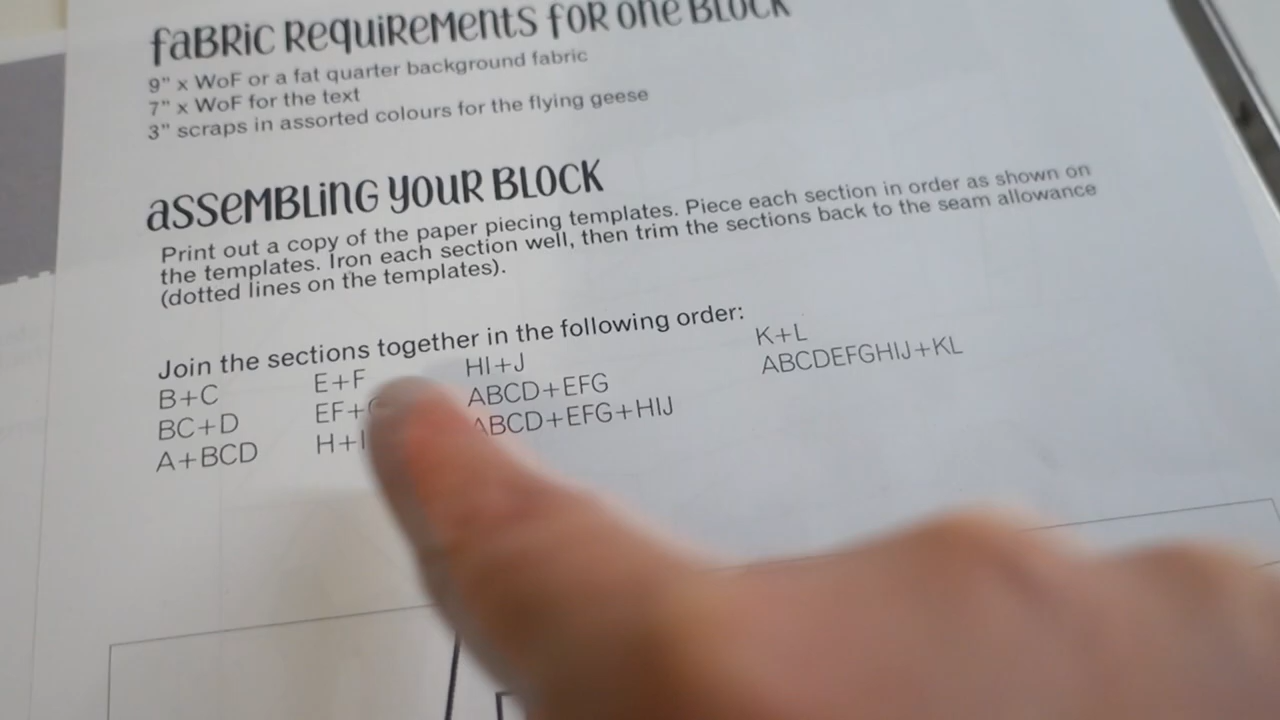 faBRiC RequiReMeNts foR oNe BLOCK
9" x WoF or a fat quarter background fabric
7" x WoF for the text
3" scraps in assorted colours for the flying geese
asseMBLiNg youR BLOCK
Print out a copy of the paper piecing templates. Piece each section in order as shown on
the templates. Iron each section well, then trim the sections back to the seam allowance
(dotted lines on the templates).
Join the sections together in the following order:
B+C
BC+D
A+BCD
E+F
EF+
H+I
HI+J
ABCD+EFG
ABCD+EFG+HIJ
K+L
ABCDEFGHIJ+KL